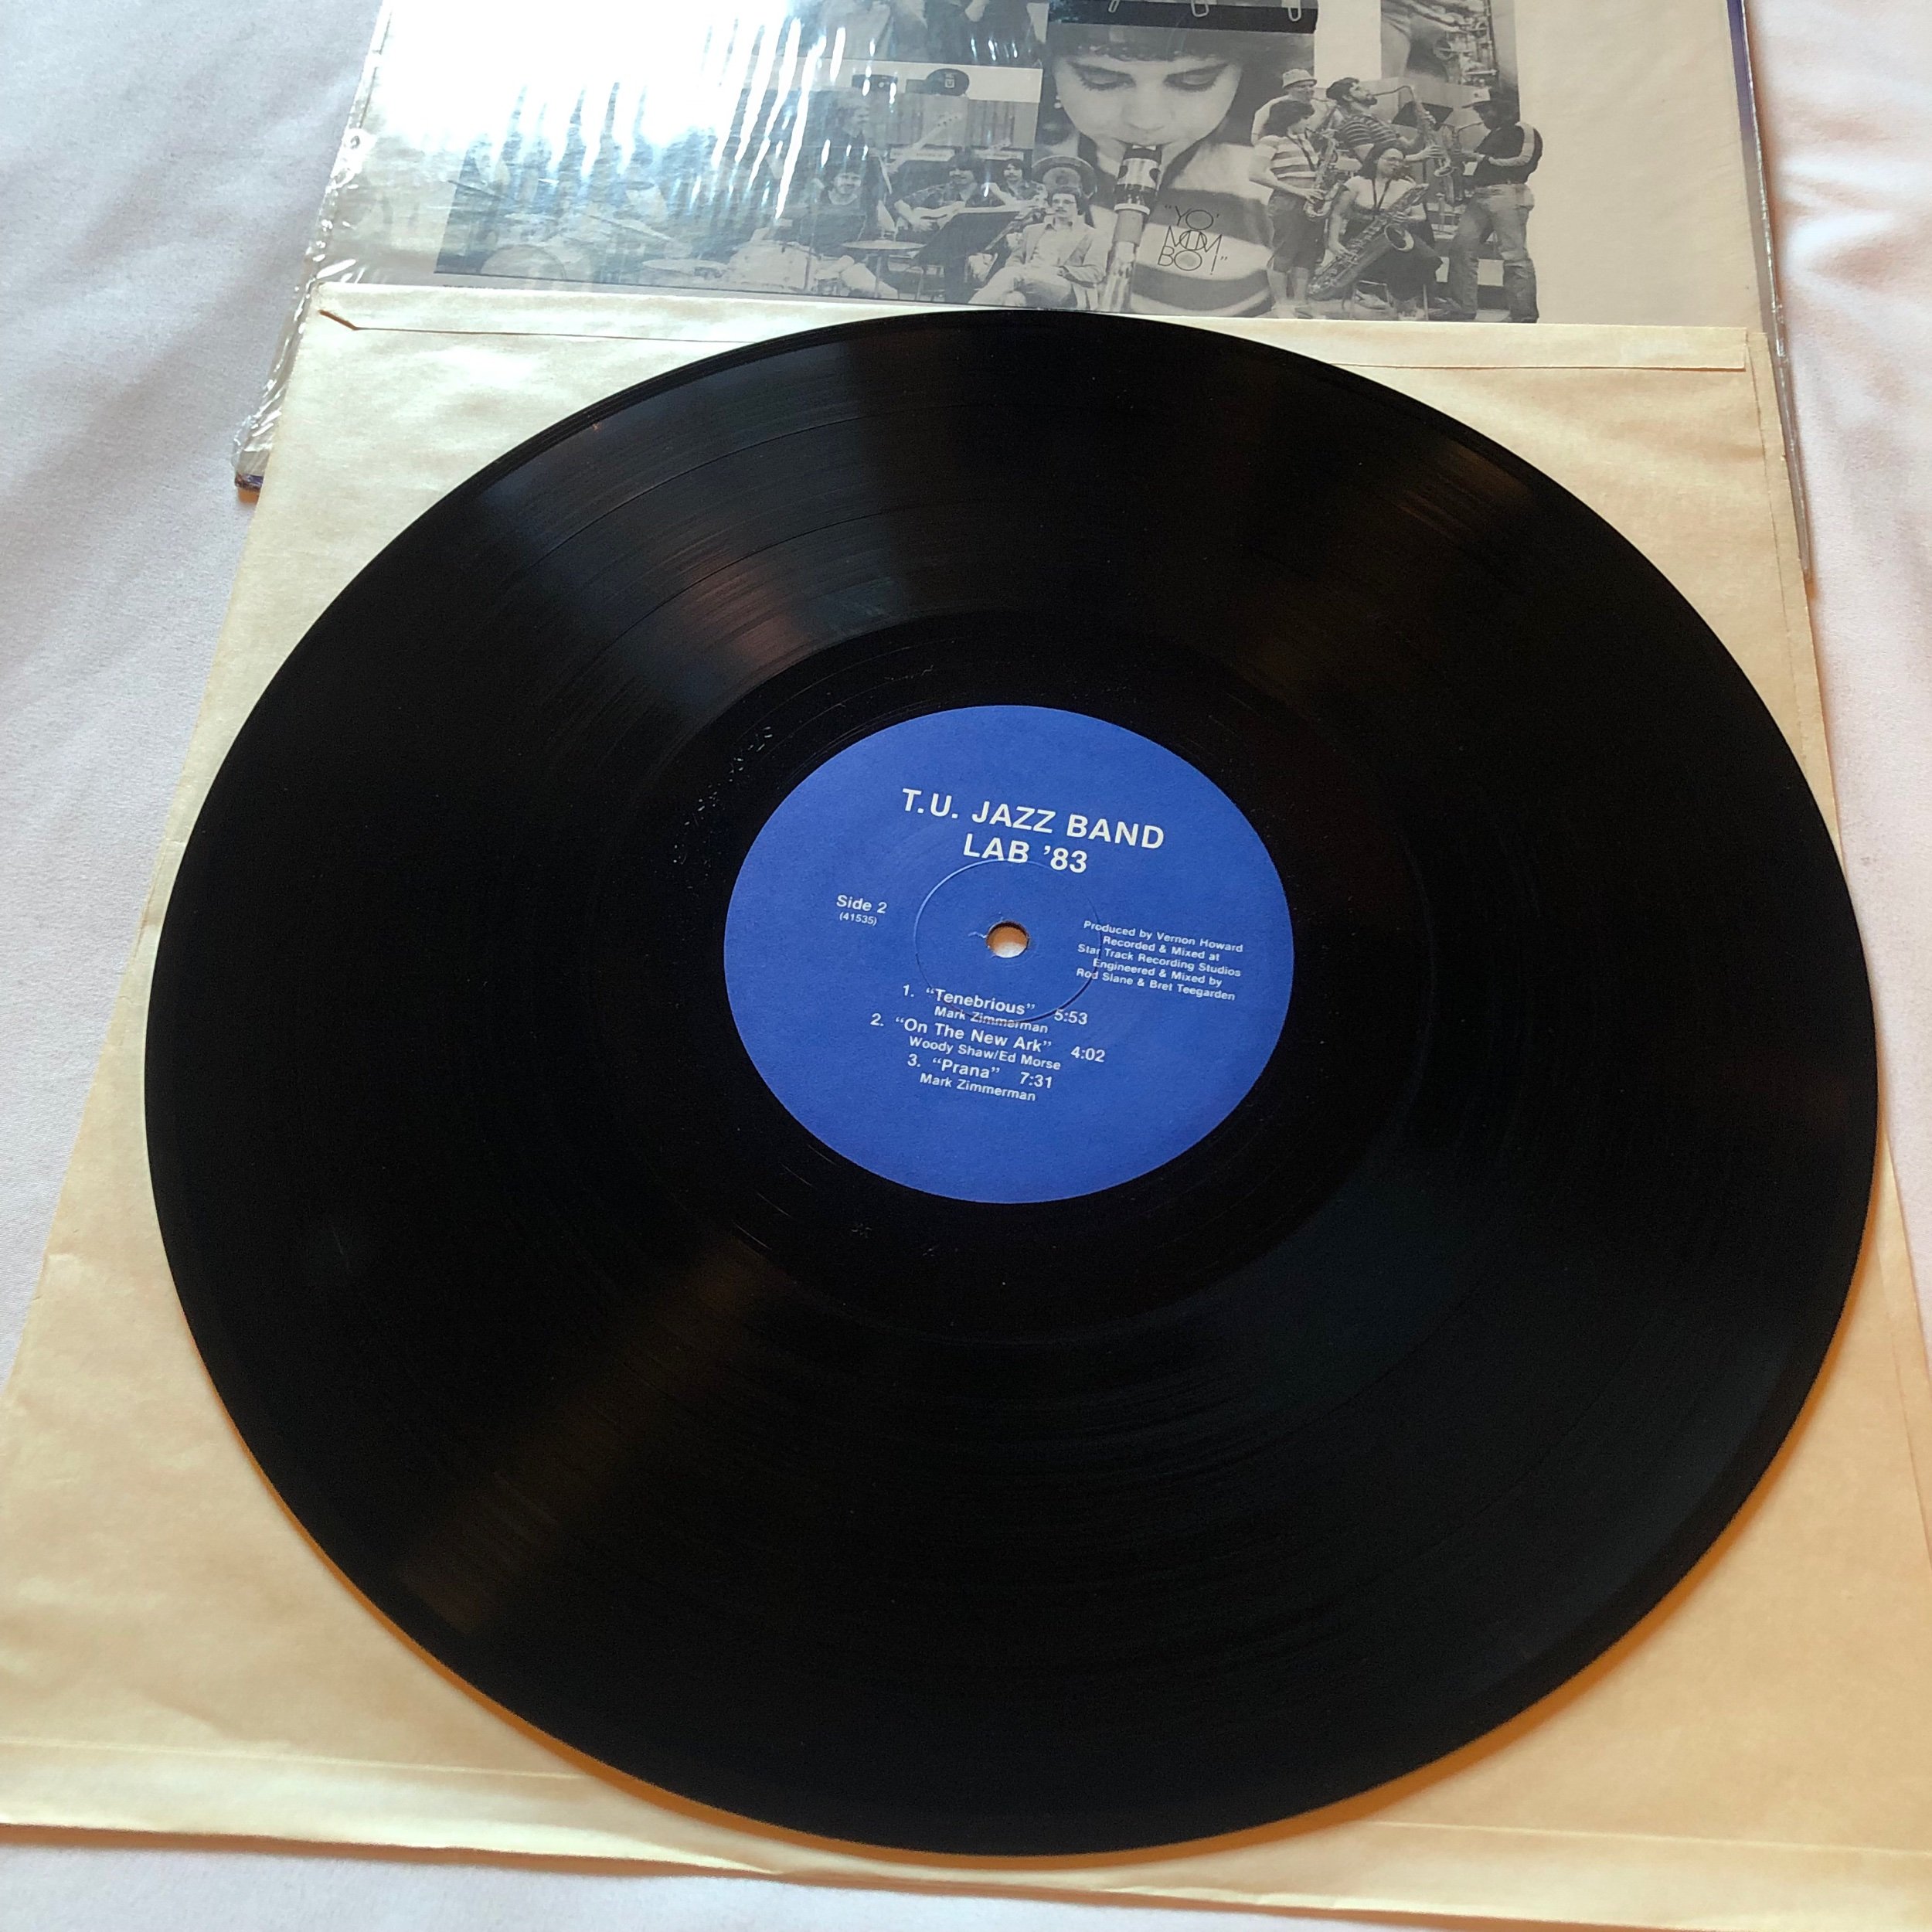 "YO'
MOM
BO!"
T.U. JAZZ BAND
LAB '83
Side 2
(41535)
Produced by Vernon Howard
Recorded & Mixed at
Star Track Recording Studios
Engineered & Mixed by
Rod Slane & Bret Teegarden
1. “Tenebrious” 5:53
Mark Zimmerman
2. “On The New Ark” 4:02
Woody Shaw/Ed Morse
3. “Prana” 7:31
Mark Zimmerman